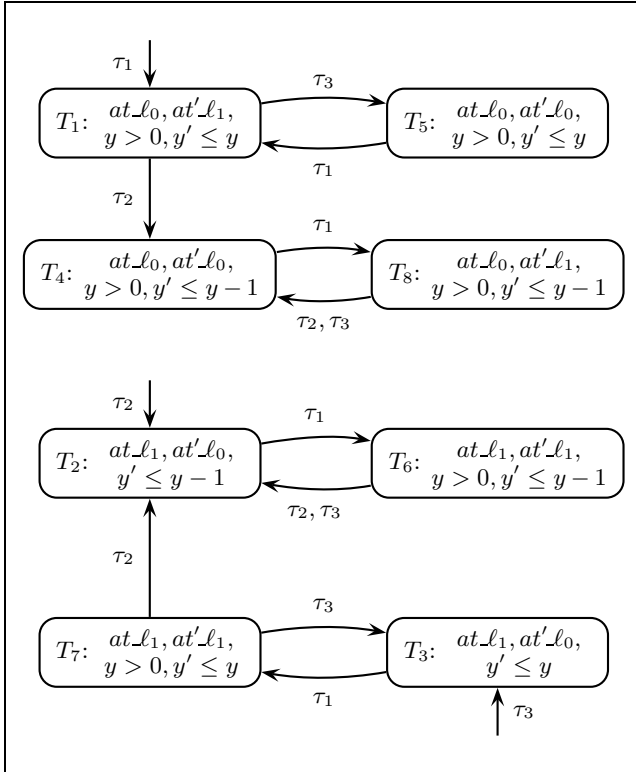 τ₁
T₁: at_ℓ₀, at′_ℓ₁,
y > 0, y′ ≤ y
τ₃
T₅: at_ℓ₀, at′_ℓ₀,
y > 0, y′ ≤ y
τ₁
τ₂
T₄: at_ℓ₀, at′_ℓ₀,
y > 0, y′ ≤ y − 1
τ₁
T₈: at_ℓ₀, at′_ℓ₁,
y > 0, y′ ≤ y − 1
τ₂, τ₃
τ₂
T₂: at_ℓ₁, at′_ℓ₀,
y′ ≤ y − 1
τ₁
T₆: at_ℓ₁, at′_ℓ₁,
y > 0, y′ ≤ y − 1
τ₂, τ₃
τ₂
T₇: at_ℓ₁, at′_ℓ₁,
y > 0, y′ ≤ y
τ₃
T₃: at_ℓ₁, at′_ℓ₀,
y′ ≤ y
τ₁
τ₃